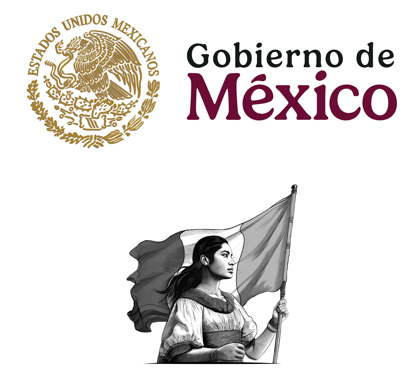 ESTADOS UNIDOS MEXICANOS
Gobierno de
México